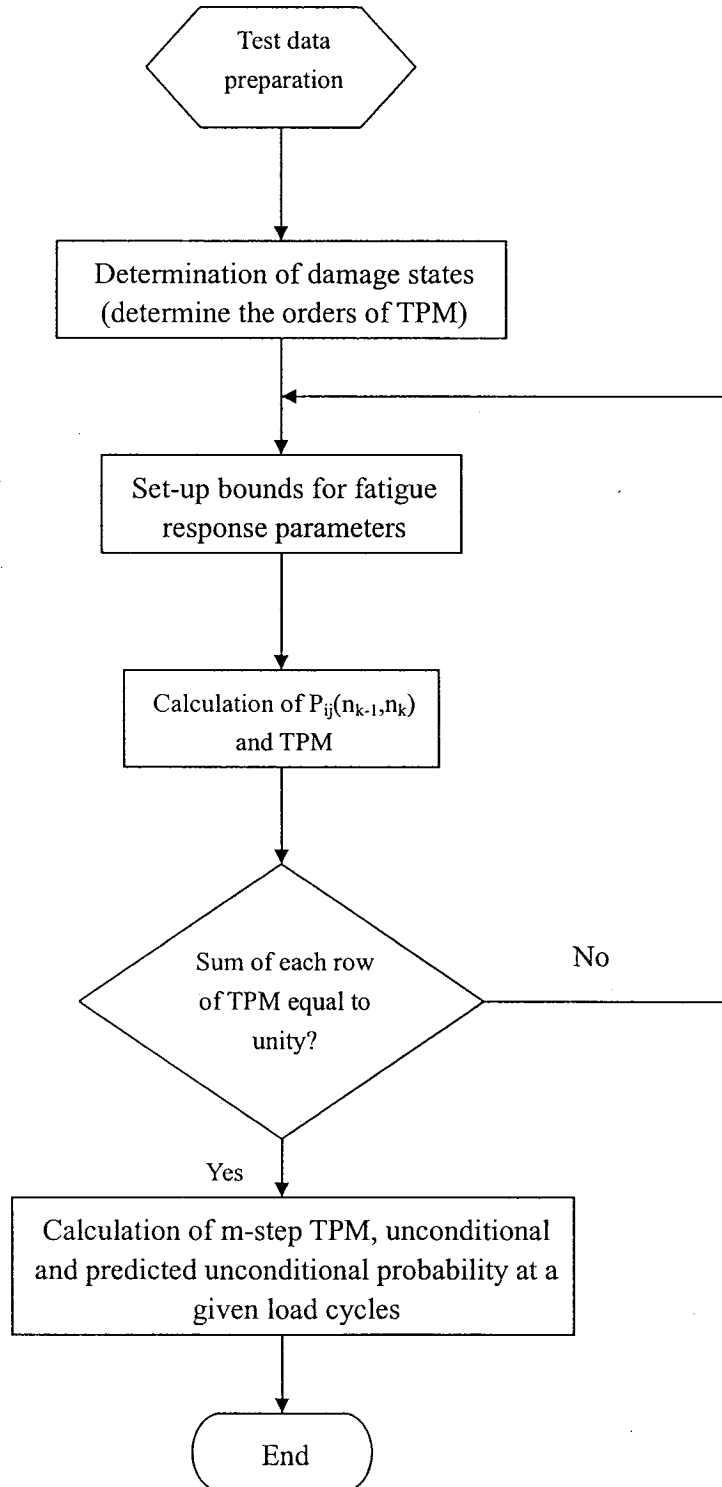 Test data
preparation
Determination of damage states
(determine the orders of TPM)
Set-up bounds for fatigue
response parameters
Calculation of P_ij(n_k-1,n_k)
and TPM
Sum of each row
of TPM equal to
unity?
No
Yes
Calculation of m-step TPM, unconditional
and predicted unconditional probability at a
given load cycles
End